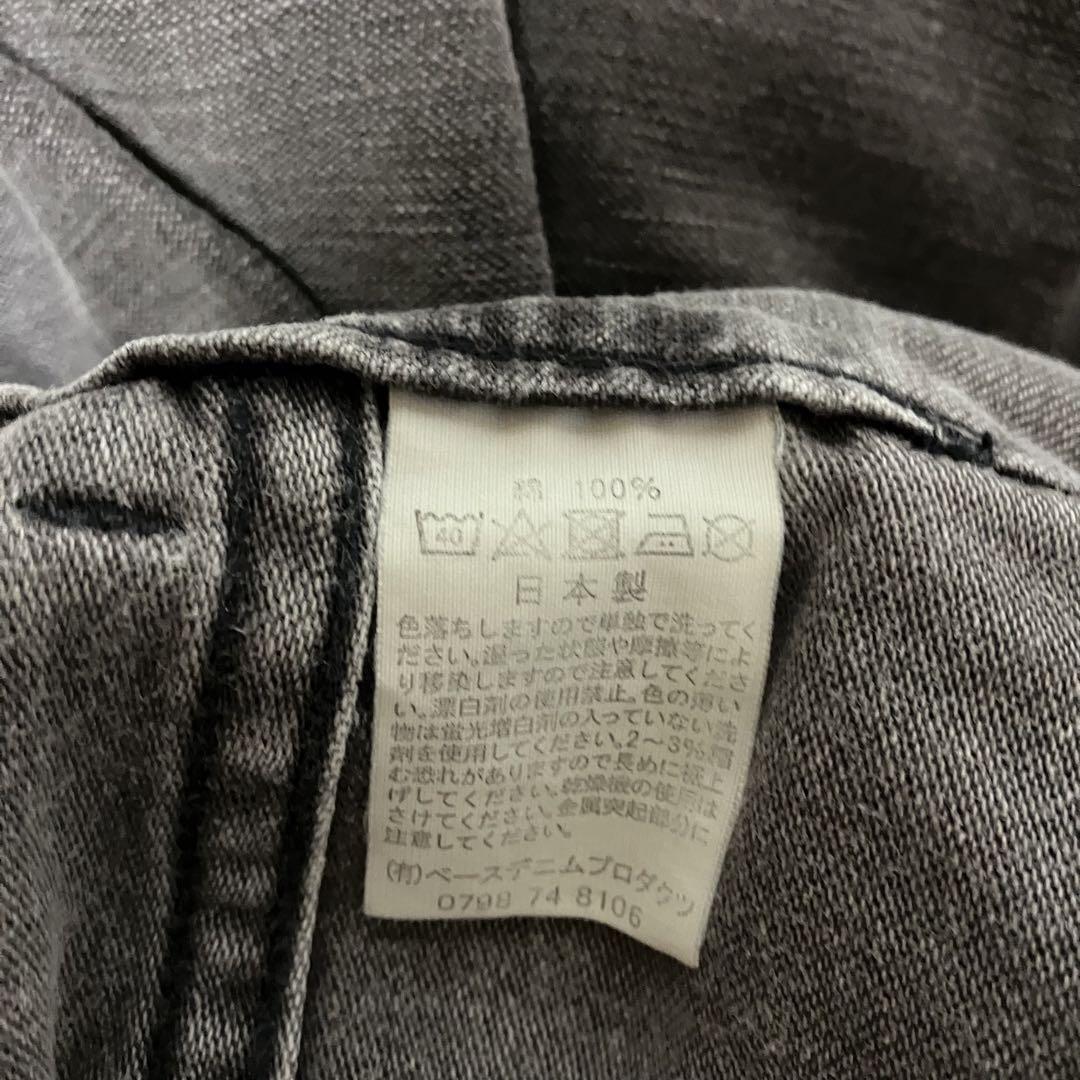 綿 100%
40
日本製
色落ちしますので単独で洗ってく
ださい。湿った状態や摩擦等によ
り移染しますので注意してくださ
い。漂白剤の使用禁止。色の薄い
物は蛍光増白剤の入っていない洗
剤を使用してください。2〜3%縮
む恐れがありますので長めに裾上
げしてください。乾燥機の使用は
さけてください。金属突起部分に
注意してください。
(有)ベースデニムプロダクツ
0798 74 8106